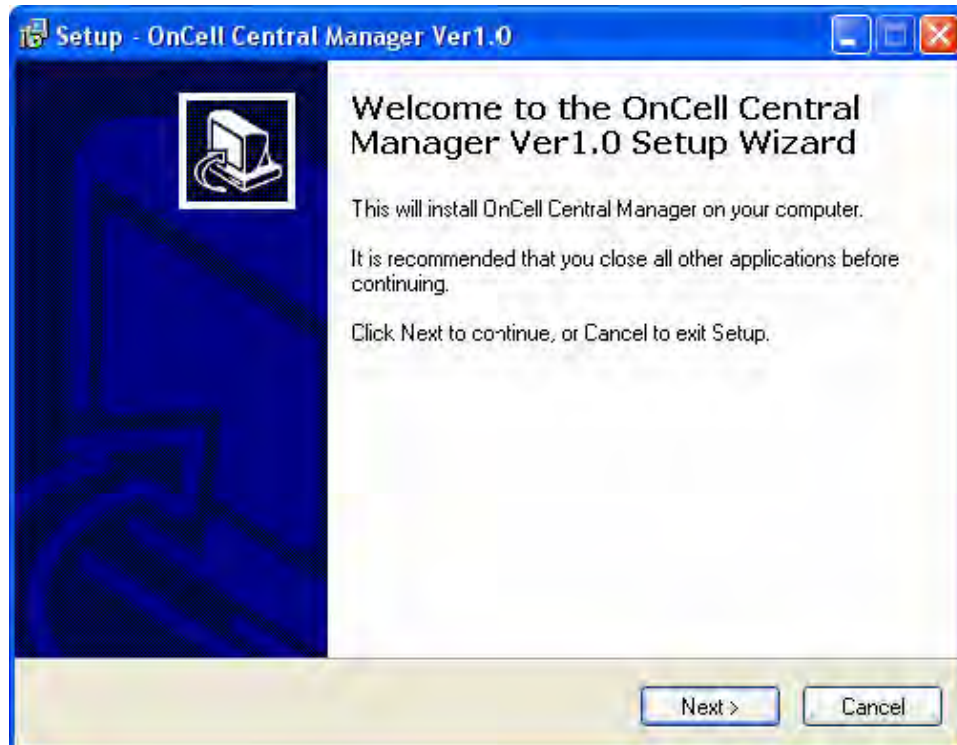 Setup - OnCell Central Manager Ver1.0
Welcome to the OnCell Central
Manager Ver1.0 Setup Wizard
This will install OnCell Central Manager on your computer.
It is recommended that you close all other applications before
continuing.
Click Next to continue, or Cancel to exit Setup.
Next >
Cancel